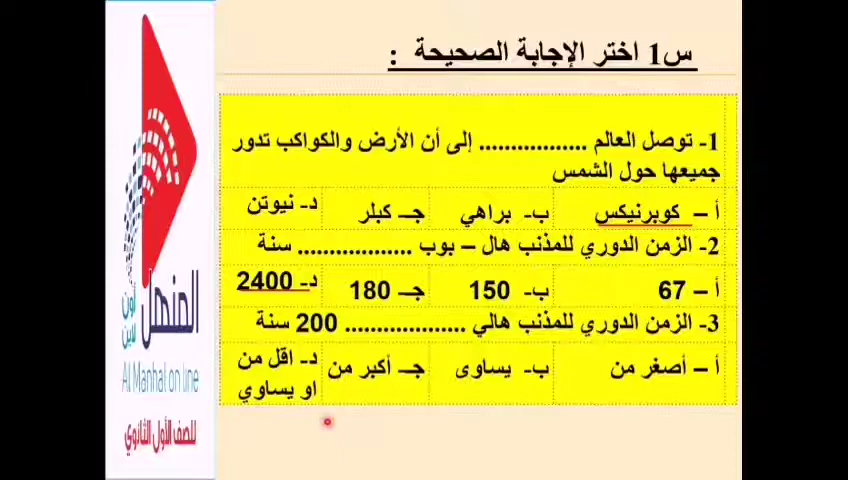 س1 اختر الإجابة الصحيحة :
1- توصل العالم ................. إلى أن الأرض والكواكب تدور
جميعها حول الشمس
أ – كوبرنيكس ب- براهي جـ- كبلر د- نيوتن
2- الزمن الدوري للمذنب هال – بوب .................. سنة
أ – 67 ب- 150 جـ- 180 د- 2400
3- الزمن الدوري للمذنب هالي ................... 200 سنة
أ – أصغر من ب- يساوى جـ- أكبر من د- اقل من
او يساوي
المنهل
أون
لاين
Al Manhal on line
للصف الأول الثانوي